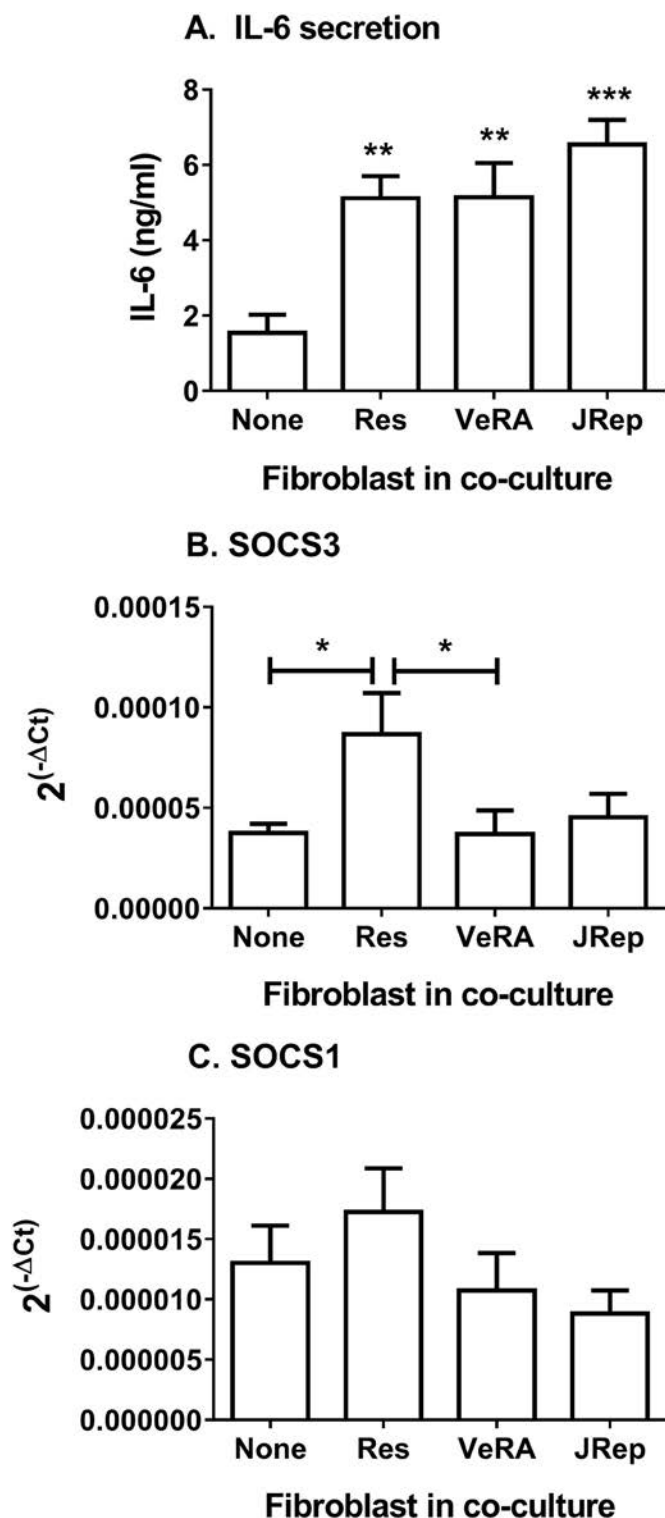 A. IL-6 secretion
IL-6 (ng/ml)
8
6
4
2
0
**
**
***
None Res VeRA JRep
Fibroblast in co-culture
B. SOCS3
2(-ΔCt)
0.00015
0.00010
0.00005
0.00000
*
*
None Res VeRA JRep
Fibroblast in co-culture
C. SOCS1
2(-ΔCt)
0.000025
0.000020
0.000015
0.000010
0.000005
0.000000
None Res VeRA JRep
Fibroblast in co-culture